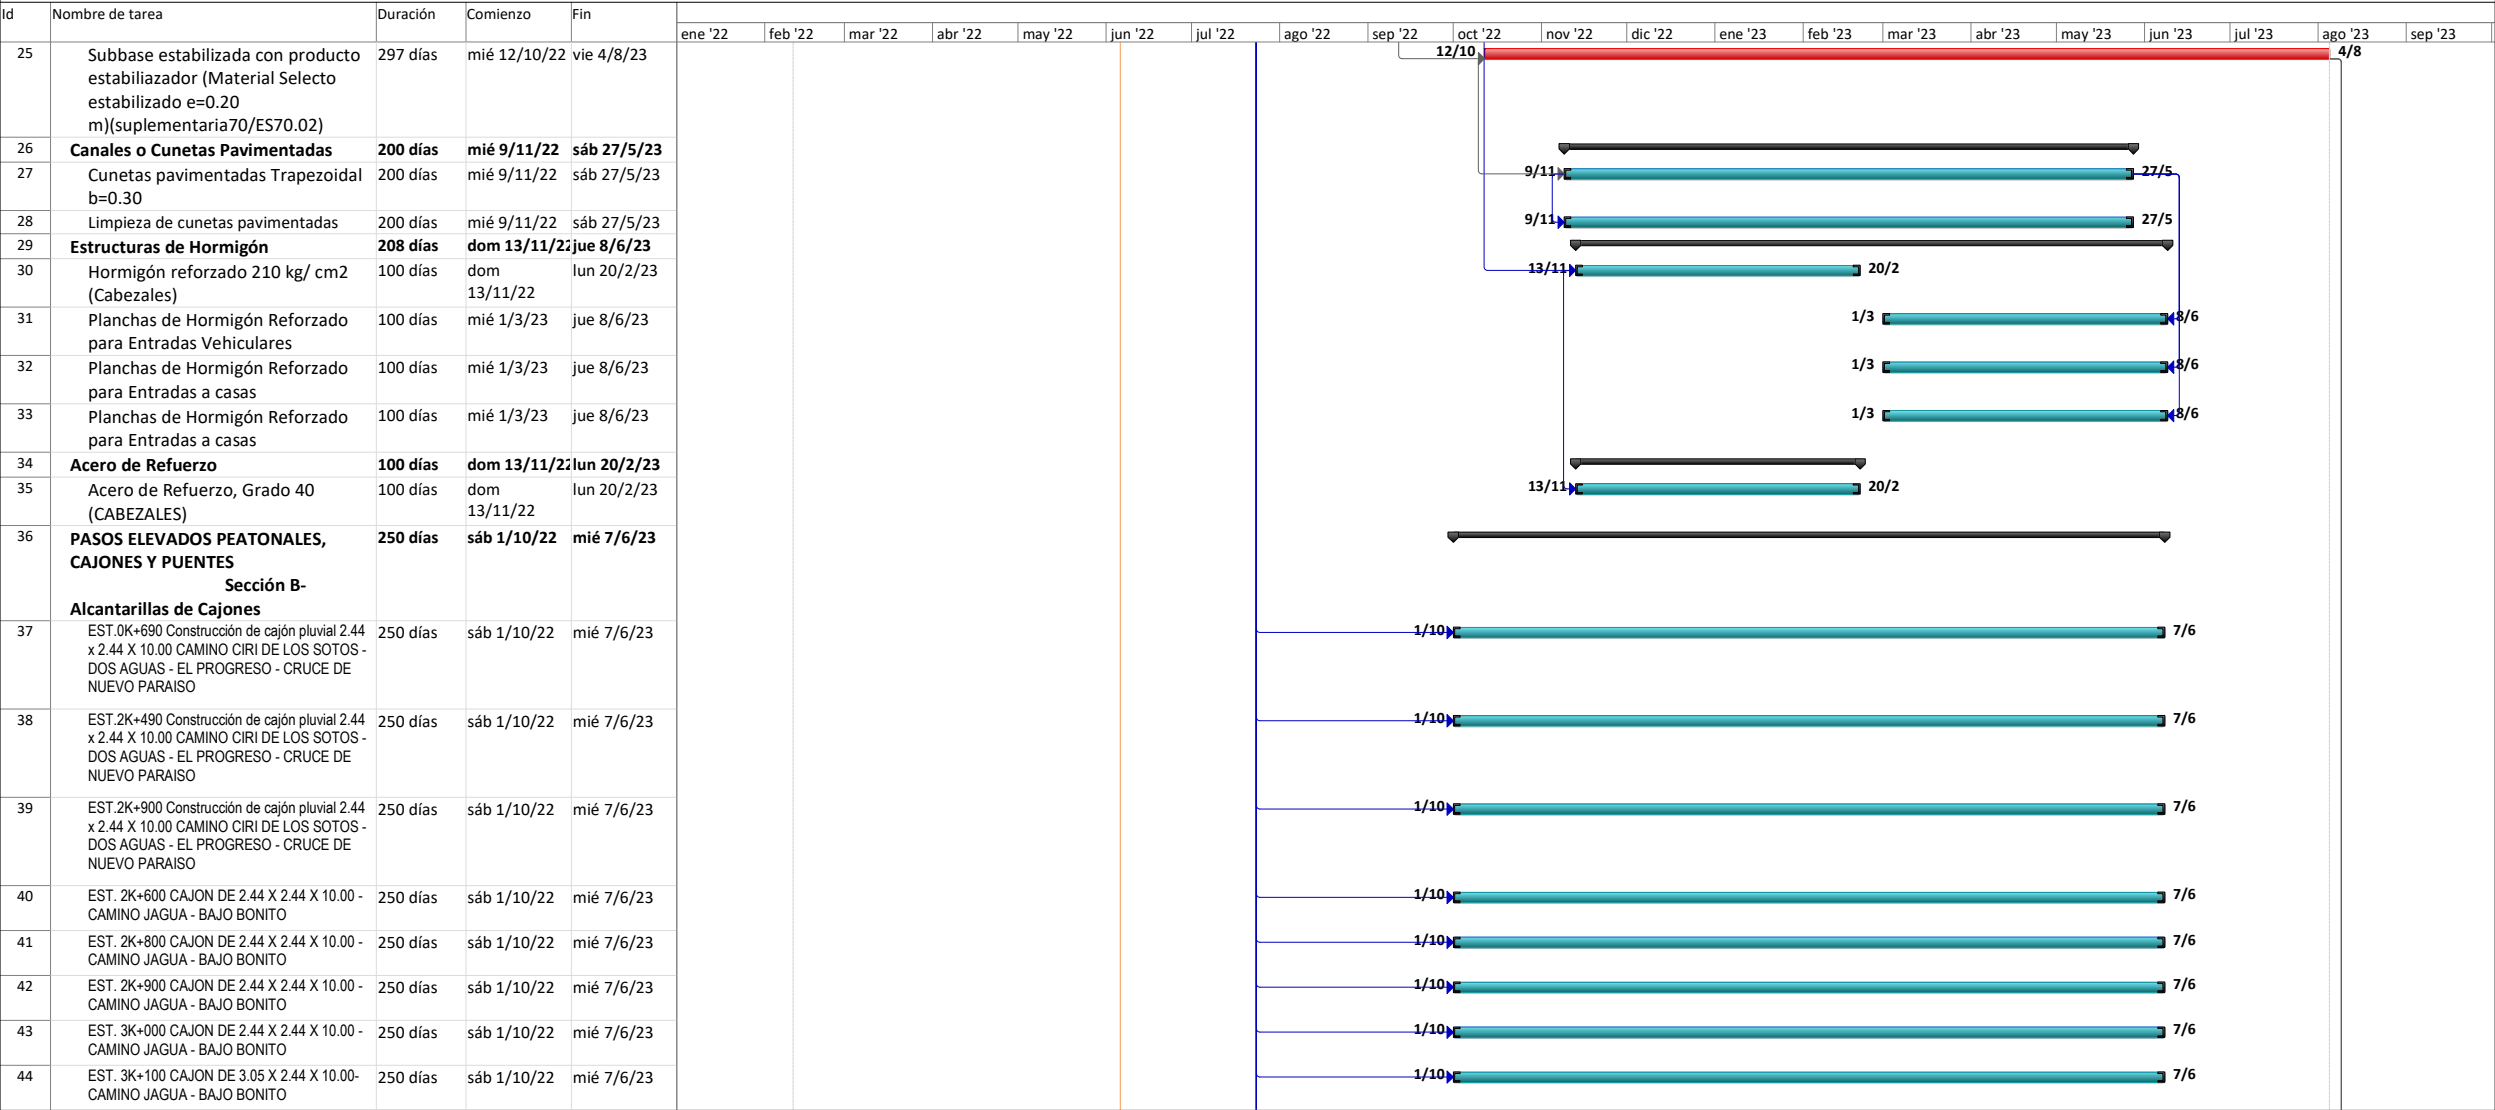 Id Nombre de tarea Duración Comienzo Fin
ene '22 feb '22 mar '22 abr '22 may '22 jun '22 jul '22 ago '22 sep '22 oct '22 nov '22 dic '22 ene '23 feb '23 mar '23 abr '23 may '23 jun '23 jul '23 ago '23 sep '23
25 Subbase estabilizada con producto 297 días mié 12/10/22 vie 4/8/23 12/10 4/8
estabiliazador (Material Selecto
estabilizado e=0.20
m)(suplementaria70/ES70.02)
26 Canales o Cunetas Pavimentadas 200 días mié 9/11/22 sáb 27/5/23
27 Cunetas pavimentadas Trapezoidal 200 días mié 9/11/22 sáb 27/5/23 9/11 27/5
b=0.30
28 Limpieza de cunetas pavimentadas 200 días mié 9/11/22 sáb 27/5/23 9/11 27/5
29 Estructuras de Hormigón 208 días dom 13/11/22 jue 8/6/23
30 Hormigón reforzado 210 kg/ cm2 100 días dom lun 20/2/23 13/11 20/2
(Cabezales) 13/11/22
31 Planchas de Hormigón Reforzado 100 días mié 1/3/23 jue 8/6/23 1/3 8/6
para Entradas Vehiculares
32 Planchas de Hormigón Reforzado 100 días mié 1/3/23 jue 8/6/23 1/3 8/6
para Entradas a casas
33 Planchas de Hormigón Reforzado 100 días mié 1/3/23 jue 8/6/23 1/3 8/6
para Entradas a casas
34 Acero de Refuerzo 100 días dom 13/11/22 lun 20/2/23
35 Acero de Refuerzo, Grado 40 100 días dom lun 20/2/23 13/11 20/2
(CABEZALES) 13/11/22
36 PASOS ELEVADOS PEATONALES, 250 días sáb 1/10/22 mié 7/6/23
CAJONES Y PUENTES
Sección B-
Alcantarillas de Cajones
37 EST.0K+690 Construcción de cajón pluvial 2.44 250 días sáb 1/10/22 mié 7/6/23 1/10 7/6
x 2.44 X 10.00 CAMINO CIRI DE LOS SOTOS -
DOS AGUAS - EL PROGRESO - CRUCE DE
NUEVO PARAISO
38 EST.2K+490 Construcción de cajón pluvial 2.44 250 días sáb 1/10/22 mié 7/6/23 1/10 7/6
x 2.44 X 10.00 CAMINO CIRI DE LOS SOTOS -
DOS AGUAS - EL PROGRESO - CRUCE DE
NUEVO PARAISO
39 EST.2K+900 Construcción de cajón pluvial 2.44 250 días sáb 1/10/22 mié 7/6/23 1/10 7/6
x 2.44 X 10.00 CAMINO CIRI DE LOS SOTOS -
DOS AGUAS - EL PROGRESO - CRUCE DE
NUEVO PARAISO
40 EST. 2K+600 CAJON DE 2.44 X 2.44 X 10.00 - 250 días sáb 1/10/22 mié 7/6/23 1/10 7/6
CAMINO JAGUA - BAJO BONITO
41 EST. 2K+800 CAJON DE 2.44 X 2.44 X 10.00 - 250 días sáb 1/10/22 mié 7/6/23 1/10 7/6
CAMINO JAGUA - BAJO BONITO
42 EST. 2K+900 CAJON DE 2.44 X 2.44 X 10.00 - 250 días sáb 1/10/22 mié 7/6/23 1/10 7/6
CAMINO JAGUA - BAJO BONITO
43 EST. 3K+000 CAJON DE 2.44 X 2.44 X 10.00 - 250 días sáb 1/10/22 mié 7/6/23 1/10 7/6
CAMINO JAGUA - BAJO BONITO
44 EST. 3K+100 CAJON DE 3.05 X 2.44 X 10.00- 250 días sáb 1/10/22 mié 7/6/23 1/10 7/6
CAMINO JAGUA - BAJO BONITO